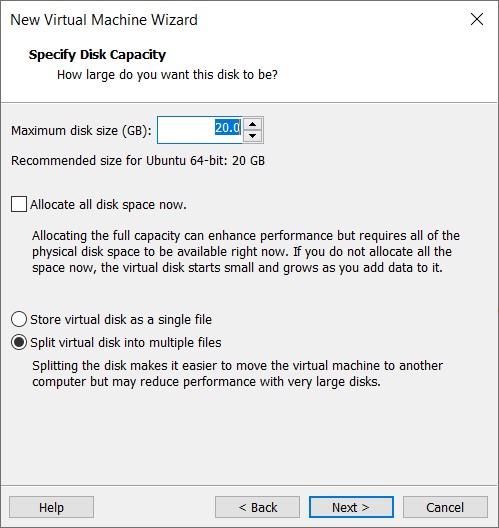 New Virtual Machine Wizard
Specify Disk Capacity
How large do you want this disk to be?
Maximum disk size (GB): 20.0
Recommended size for Ubuntu 64-bit: 20 GB
Allocate all disk space now.
Allocating the full capacity can enhance performance but requires all of the
physical disk space to be available right now. If you do not allocate all the
space now, the virtual disk starts small and grows as you add data to it.
Store virtual disk as a single file
Split virtual disk into multiple files
Splitting the disk makes it easier to move the virtual machine to another
computer but may reduce performance with very large disks.
Help < Back Next > Cancel